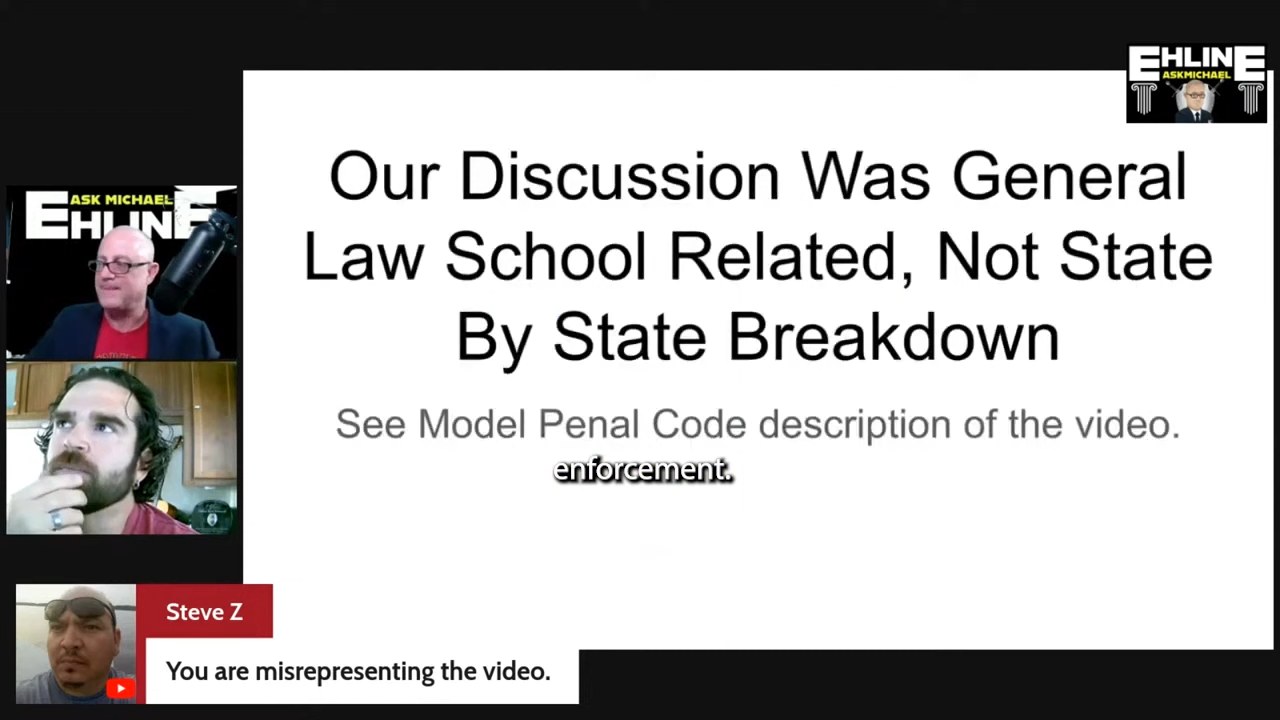 EHLINE
ASKMICHAEL
Our Discussion Was General
Law School Related, Not State
By State Breakdown
See Model Penal Code description of the video.
enforcement.
ASK MICHAEL
EHLINE
Steve Z
You are misrepresenting the video.